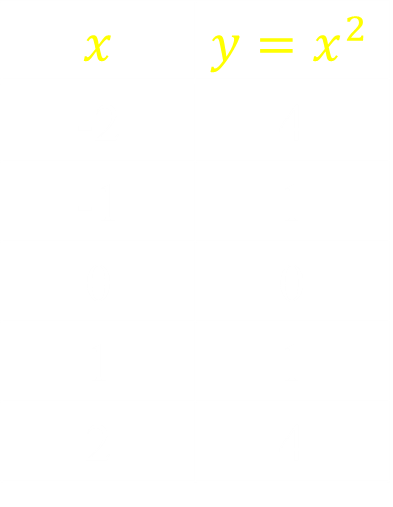 x y = x²